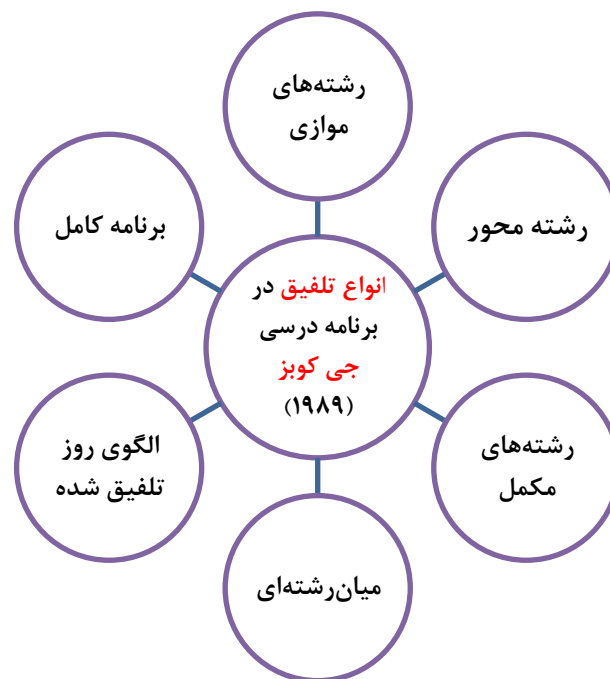 رشته‌های
موازی
رشته محور
برنامه کامل
انواع تلفیق در
برنامه درسی
جی کوبز
(۱۹۸۹)
رشته‌های
مکمل
الگوی روز
تلفیق شده
میان‌رشته‌ای